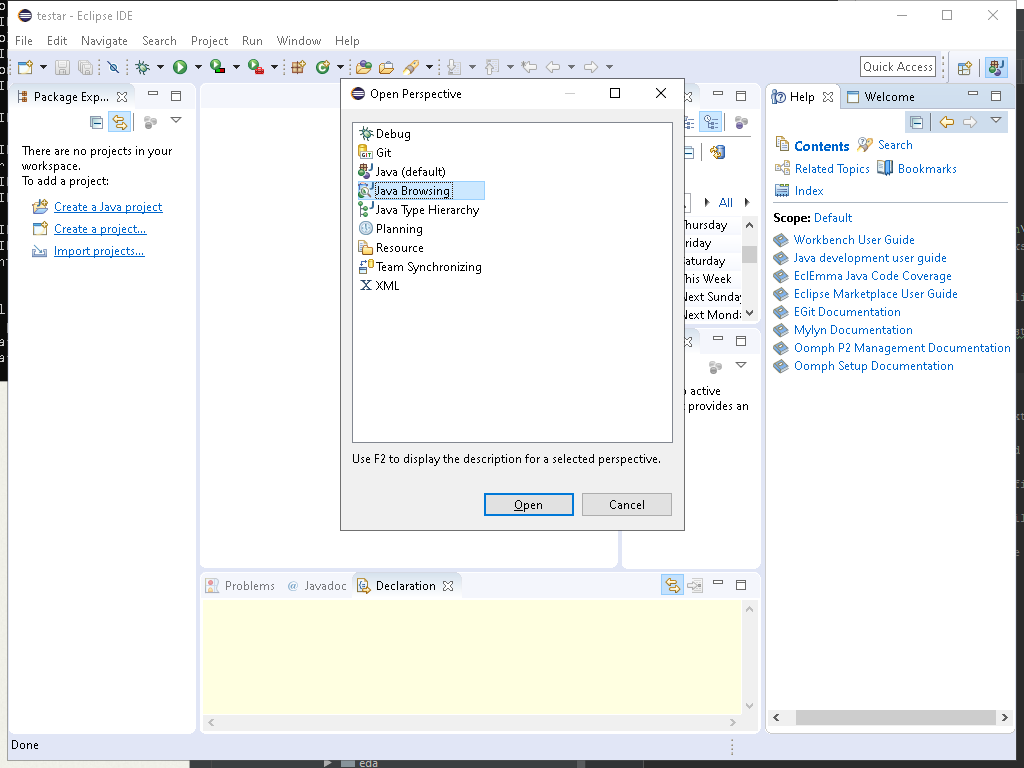 testar - Eclipse IDE
File Edit Navigate Search Project Run Window Help
Quick Access
Package Exp...
There are no projects in your
workspace.
To add a project:
Create a Java project
Create a project...
Import projects...
Open Perspective
Debug
Git
Java (default)
Java Browsing
Java Type Hierarchy
Planning
Resource
Team Synchronizing
XML
Use F2 to display the description for a selected perspective.
Open Cancel
All
hursday
riday
aturday
his Week
Next Sunday
Next Mond
active
provides an
Help Welcome
Contents Search
Related Topics Bookmarks
Index
Scope: Default
Workbench User Guide
Java development user guide
EclEmma Java Code Coverage
Eclipse Marketplace User Guide
EGit Documentation
Mylyn Documentation
Oomph P2 Management Documentation
Oomph Setup Documentation
Problems Javadoc Declaration
Done
eda